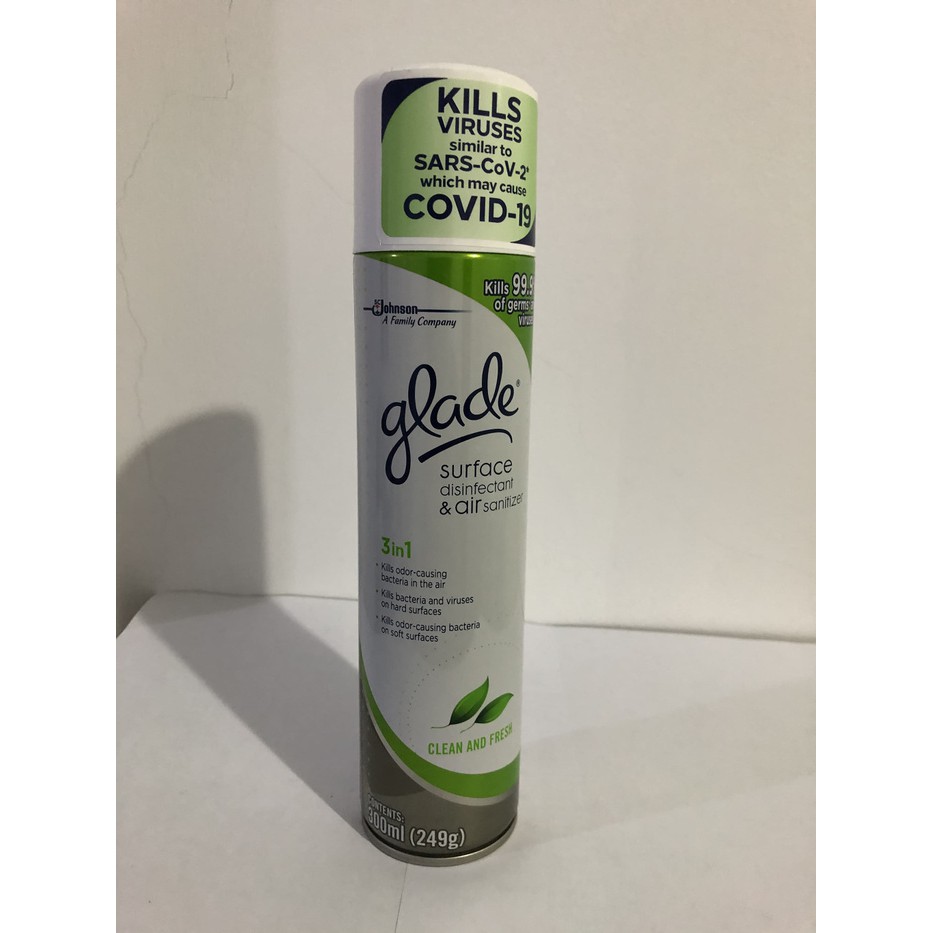 KILLS
VIRUSES
similar to
SARS-CoV-2*
which may cause
COVID-19
Kills 99.9
of germs
SC Johnson
A Family Company
glade®
surface
disinfectant
& air sanitizer
3in1
• Kills odor-causing
bacteria in the air
• Kills bacteria and viruses
on hard surfaces
• Kills odor-causing bacteria
on soft surfaces
CLEAN AND FRESH
CONTENTS:
300ml (249g)